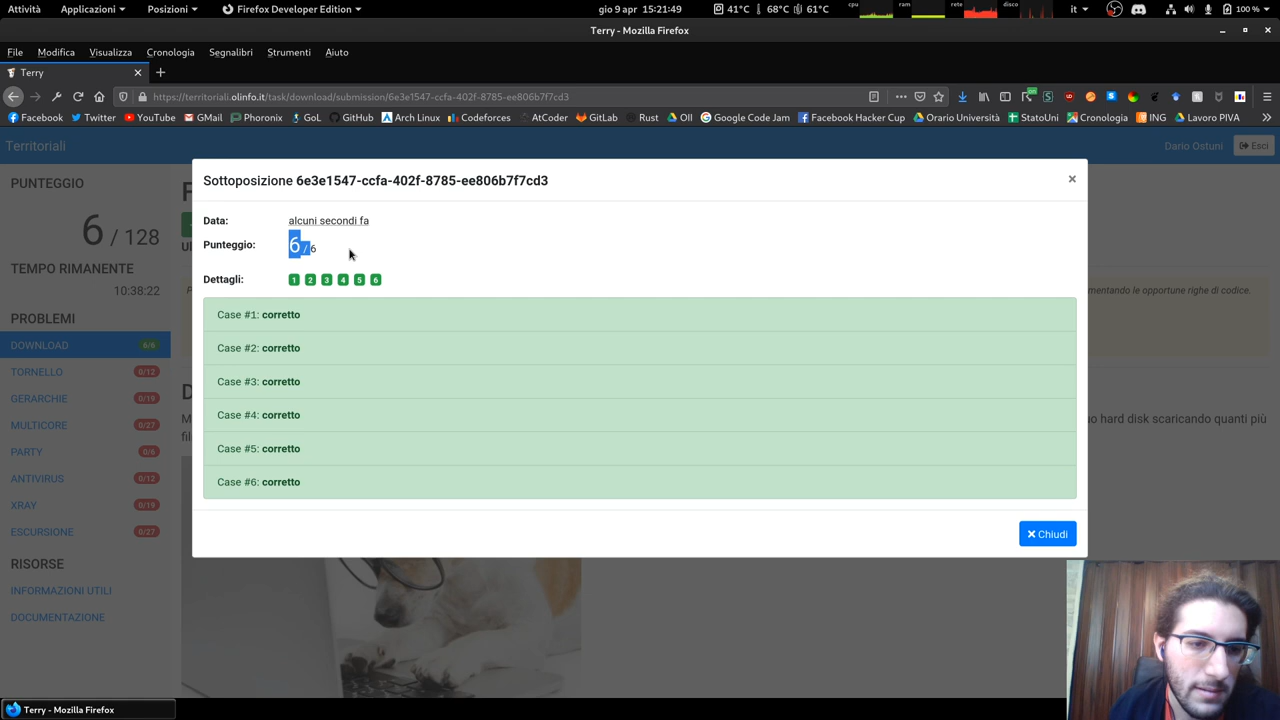 Attività Applicazioni Posizioni Firefox Developer Edition gio 9 apr 15:21:49 41°C 68°C 61°C cpu ram rete disco it 100 %
Terry - Mozilla Firefox
File Modifica Visualizza Cronologia Segnalibri Strumenti Aiuto
Terry
https://territoriali.olinfo.it/task/download/submission/6e3e1547-ccfa-402f-8785-ee806b7f7cd3
Facebook Twitter YouTube GMail Phoronix GoL GitHub Arch Linux Codeforces AtCoder GitLab Rust OII Google Code Jam Facebook Hacker Cup Orario Università StatoUni Cronologia ING Lavoro PIVA
Territoriali Dario Ostuni Esci
PUNTEGGIO
6 / 128
TEMPO RIMANENTE
10:38:22
PROBLEMI
DOWNLOAD 6/6
TORNELLO 0/12
GERARCHIE 0/19
MULTICORE 0/27
PARTY 0/6
ANTIVIRUS 0/12
XRAY 0/19
ESCURSIONE 0/27
RISORSE
INFORMAZIONI UTILI
DOCUMENTAZIONE
Sottoposizione 6e3e1547-ccfa-402f-8785-ee806b7f7cd3
×
Data: alcuni secondi fa
Punteggio: 6 / 6
Dettagli: 1 2 3 4 5 6
Case #1: corretto
Case #2: corretto
Case #3: corretto
Case #4: corretto
Case #5: corretto
Case #6: corretto
Chiudi
mentando le opportune righe di codice.
uo hard disk scaricando quanti più
Terry - Mozilla Firefox